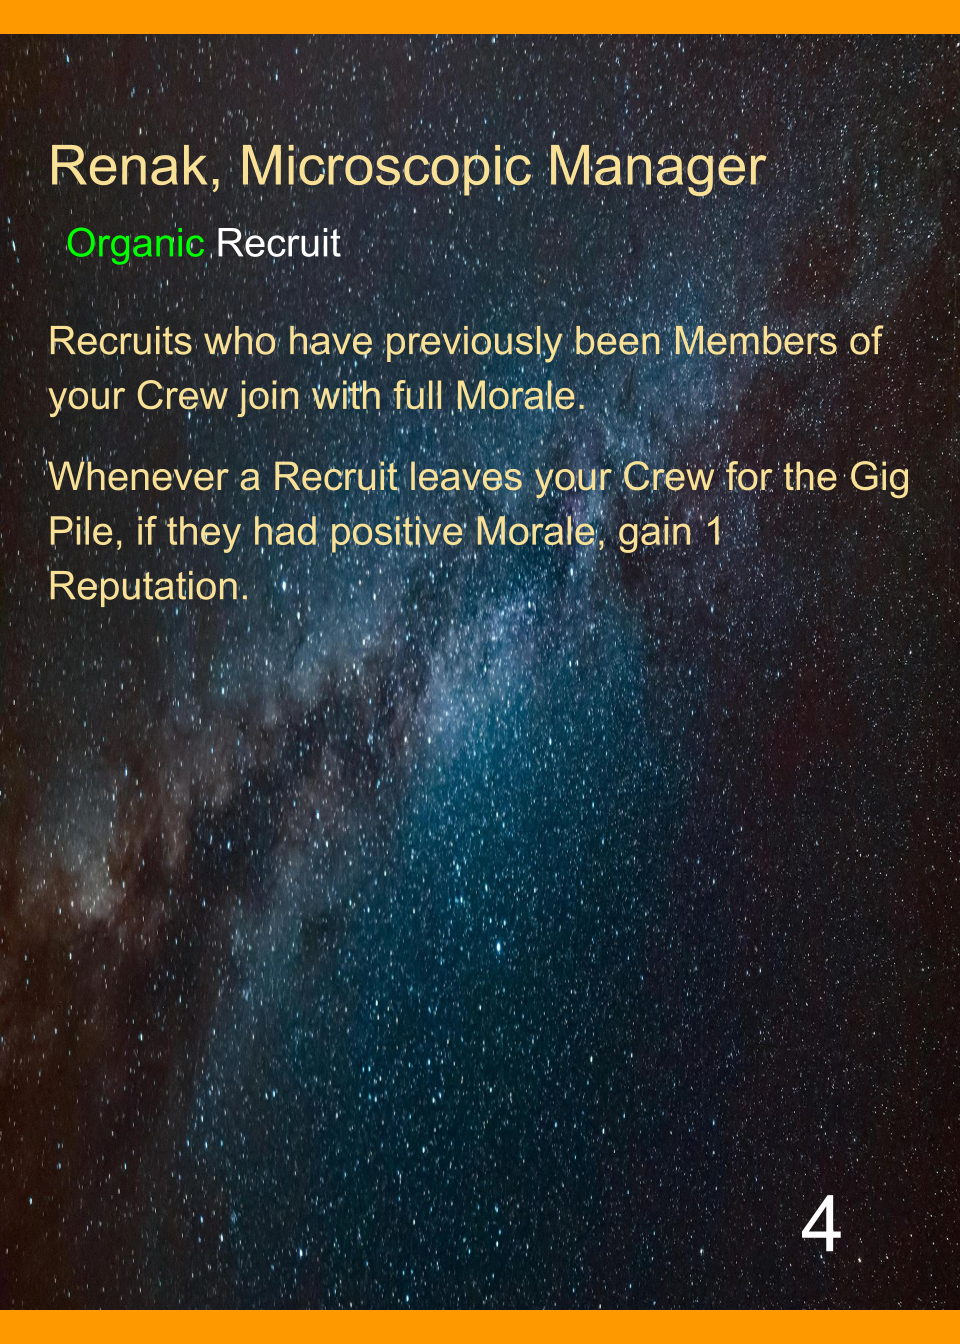 Renak, Microscopic Manager
Organic Recruit
Recruits who have previously been Members of
your Crew join with full Morale.
Whenever a Recruit leaves your Crew for the Gig
Pile, if they had positive Morale, gain 1
Reputation.
4